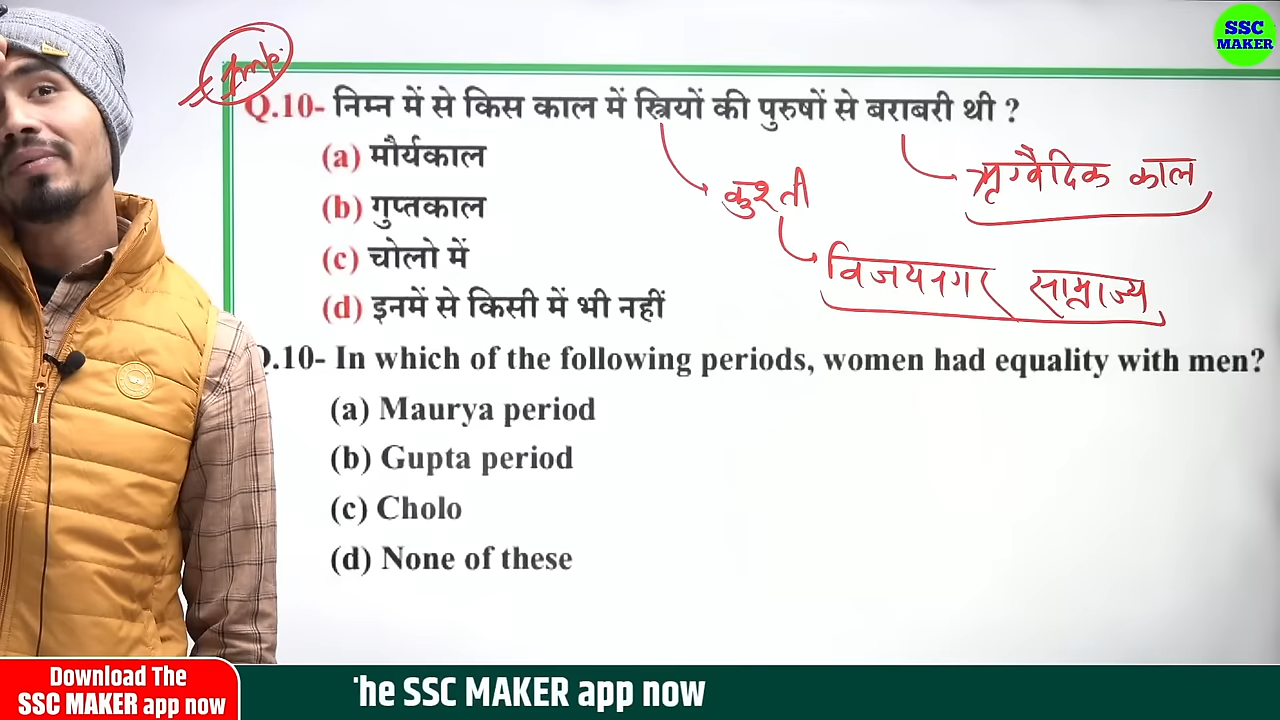 SSC
MAKER
Imp.
Q.10- निम्न में से किस काल में स्त्रियों की पुरुषों से बराबरी थी ?
(a) मौर्यकाल
ऋग्वैदिक काल
कुश्ती
(b) गुप्तकाल
(c) चोलो में
विजयनगर साम्राज्य
(d) इनमें से किसी में भी नहीं
.10- In which of the following periods, women had equality with men?
(a) Maurya period
(b) Gupta period
(c) Cholo
(d) None of these
Download The
SSC MAKER app now
he SSC MAKER app now